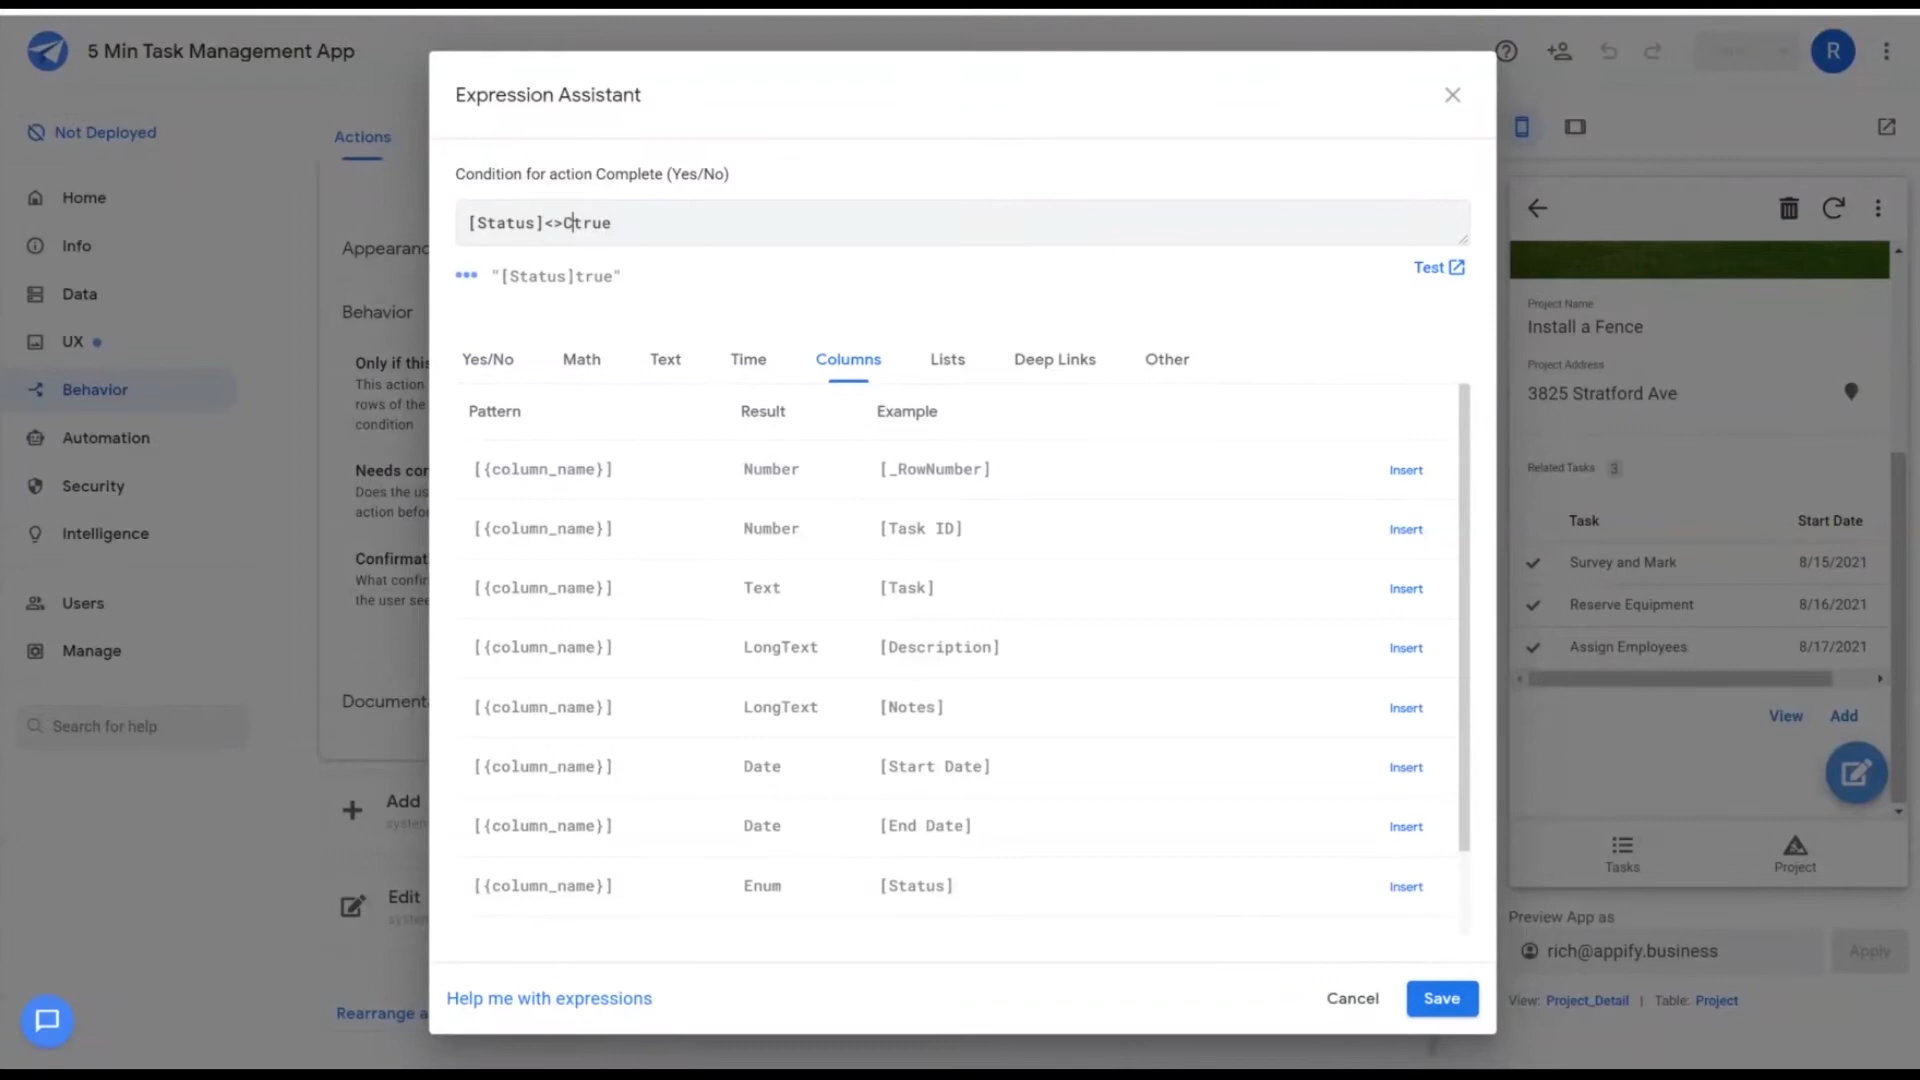 5 Min Task Management App
R
Not Deployed
Home
Info
Data
UX
Behavior
Automation
Security
Intelligence
Users
Manage
Search for help
Actions
Appearanc
Behavior
Only if this
This action
rows of the
condition
Needs cor
Does the us
action befor
Confirmat
What confir
the user see
Document
Add
system
Edit
system
Rearrange a
Expression Assistant
Condition for action Complete (Yes/No)
[Status]<>Ctrue
"[Status]true"
Test
Yes/No Math Text Time Columns Lists Deep Links Other
Pattern Result Example
[{column_name}] Number [_RowNumber] Insert
[{column_name}] Number [Task ID] Insert
[{column_name}] Text [Task] Insert
[{column_name}] LongText [Description] Insert
[{column_name}] LongText [Notes] Insert
[{column_name}] Date [Start Date] Insert
[{column_name}] Date [End Date] Insert
[{column_name}] Enum [Status] Insert
Help me with expressions
Cancel
Save
Project Name
Install a Fence
Project Address
3825 Stratford Ave
Related Tasks 3
Task Start Date
Survey and Mark 8/15/2021
Reserve Equipment 8/16/2021
Assign Employees 8/17/2021
View Add
Tasks Project
Preview App as
rich@appify.business
Apply
View: Project_Detail | Table: Project